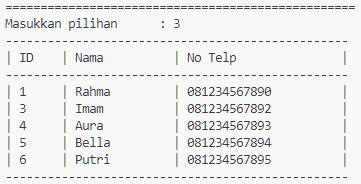 ==================================================
Masukkan pilihan      : 3
-------------------------------------------------
| ID    | Nama          | No Telp               |
-------------------------------------------------
| 1     | Rahma         | 081234567890          |
| 3     | Imam          | 081234567892          |
| 4     | Aura          | 081234567893          |
| 5     | Bella         | 081234567894          |
| 6     | Putri         | 081234567895          |
-------------------------------------------------